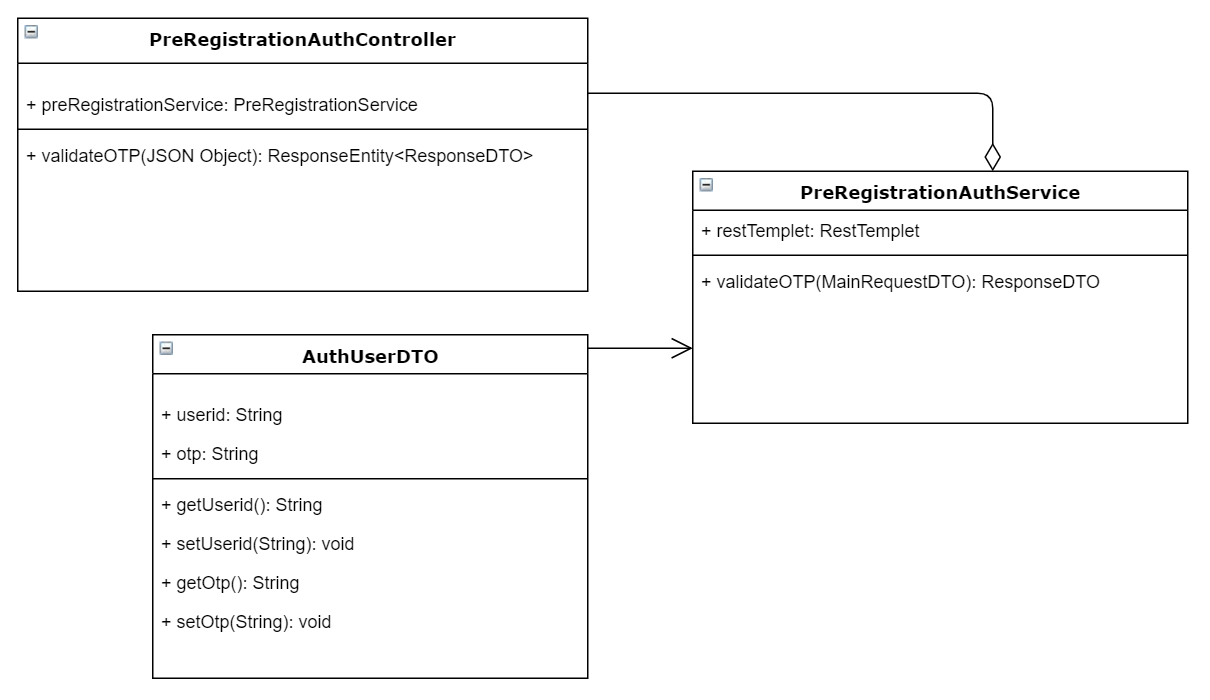 PreRegistrationAuthController
+ preRegistrationService: PreRegistrationService
+ validateOTP(JSON Object): ResponseEntity<ResponseDTO>
PreRegistrationAuthService
+ restTemplet: RestTemplet
+ validateOTP(MainRequestDTO): ResponseDTO
AuthUserDTO
+ userid: String
+ otp: String
+ getUserid(): String
+ setUserid(String): void
+ getOtp(): String
+ setOtp(String): void